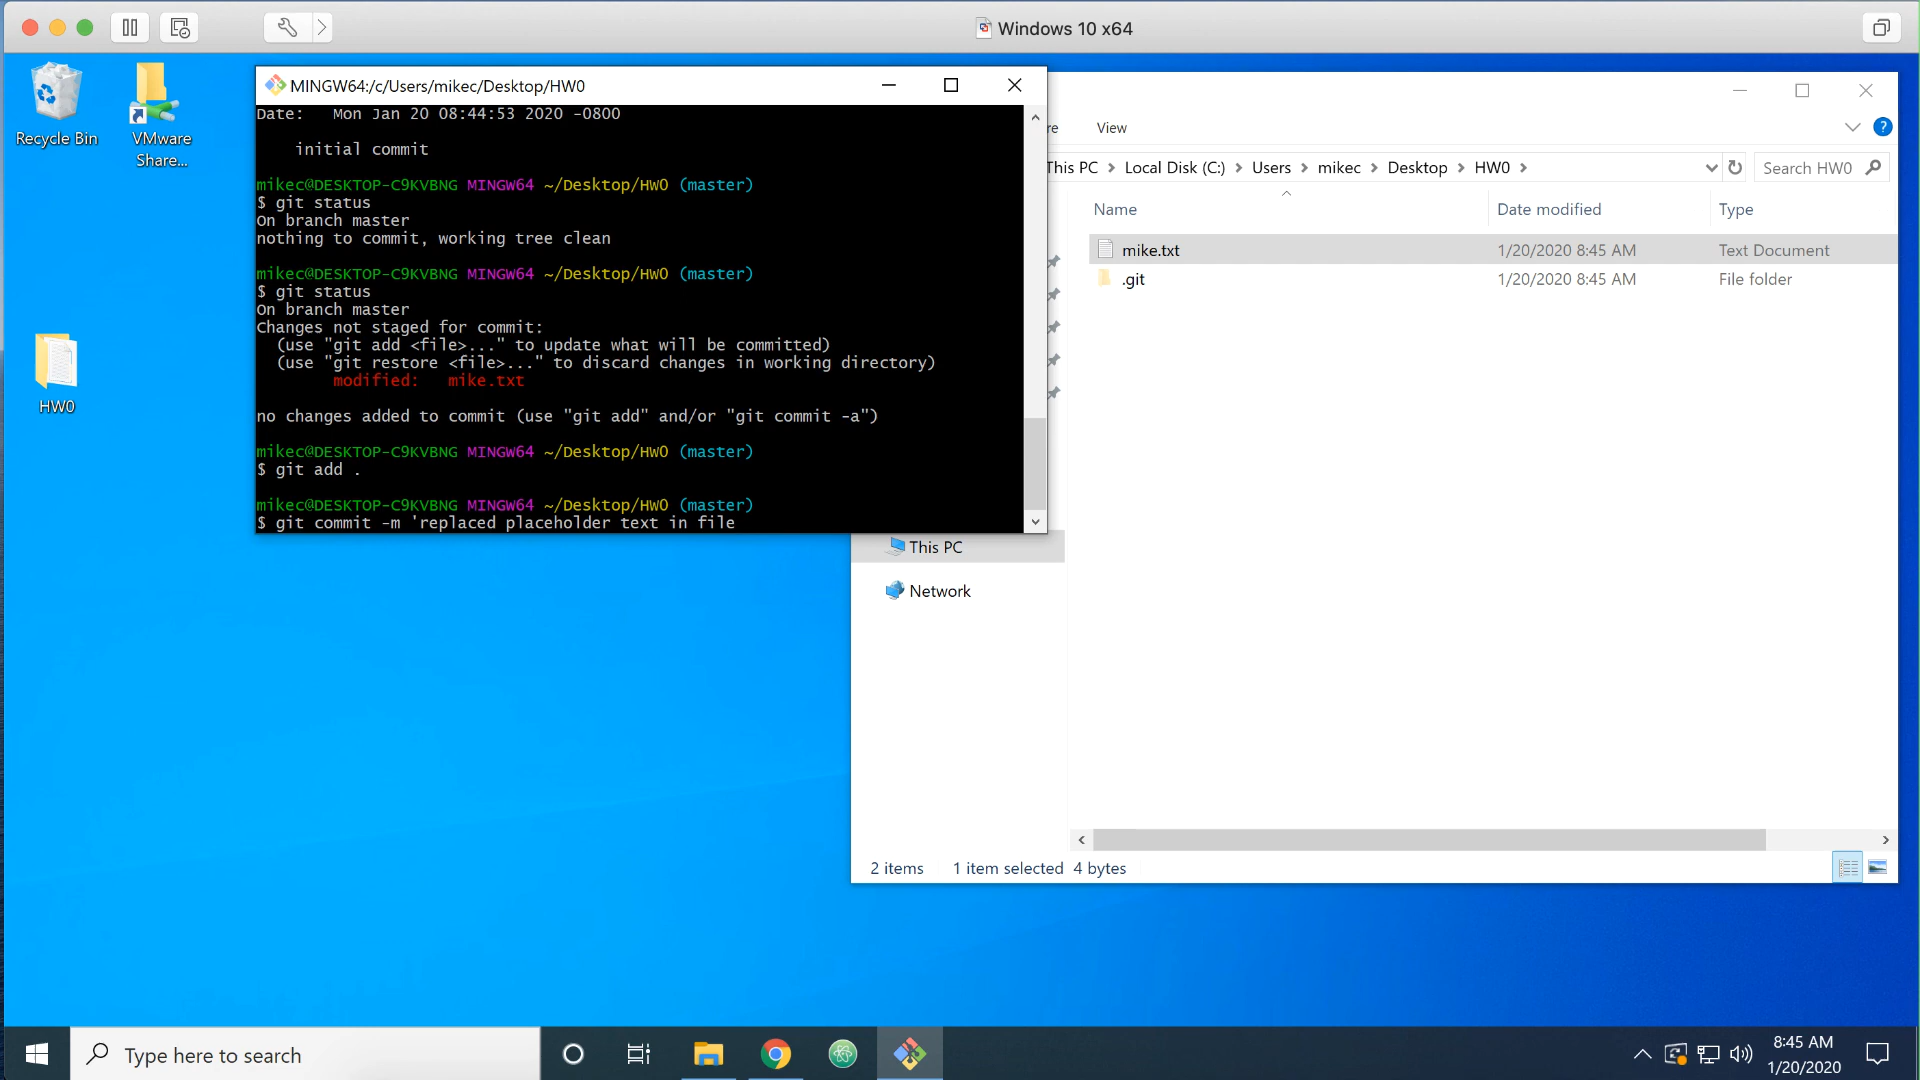 Windows 10 x64
Recycle Bin
VMware
Share...
HW0
MINGW64:/c/Users/mikec/Desktop/HW0
Date:   Mon Jan 20 08:44:53 2020 -0800
initial commit
mikec@DESKTOP-C9KVBNG MINGW64 ~/Desktop/HW0 (master)
$ git status
On branch master
nothing to commit, working tree clean
mikec@DESKTOP-C9KVBNG MINGW64 ~/Desktop/HW0 (master)
$ git status
On branch master
Changes not staged for commit:
(use "git add <file>..." to update what will be committed)
(use "git restore <file>..." to discard changes in working directory)
modified:   mike.txt
no changes added to commit (use "git add" and/or "git commit -a")
mikec@DESKTOP-C9KVBNG MINGW64 ~/Desktop/HW0 (master)
$ git add .
mikec@DESKTOP-C9KVBNG MINGW64 ~/Desktop/HW0 (master)
$ git commit -m 'replaced placeholder text in file
re View
This PC > Local Disk (C:) > Users > mikec > Desktop > HW0 >
Search HW0
Name Date modified Type
mike.txt 1/20/2020 8:45 AM Text Document
.git 1/20/2020 8:45 AM File folder
This PC
Network
2 items 1 item selected 4 bytes
Type here to search
8:45 AM
1/20/2020